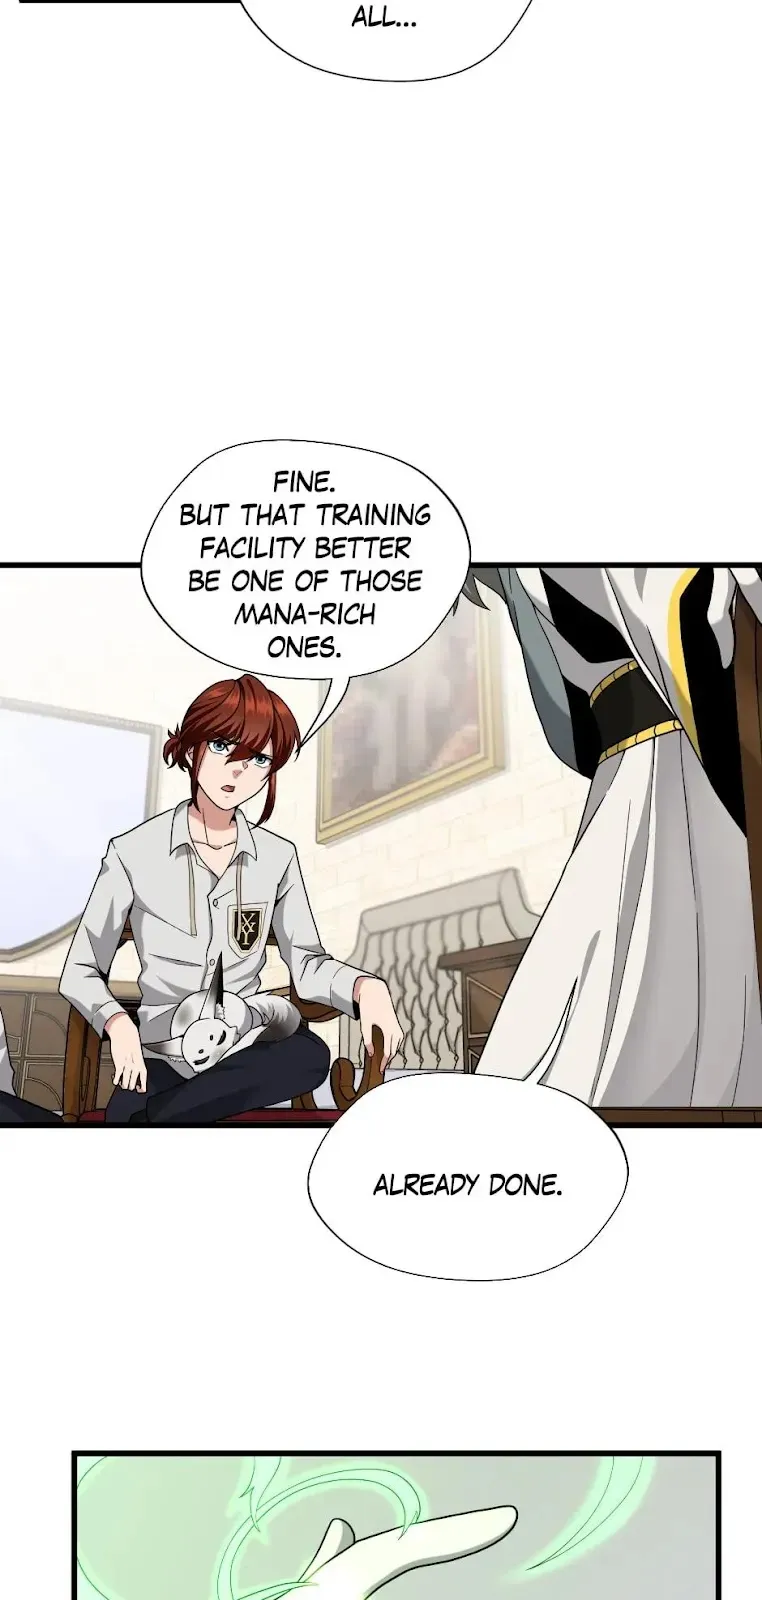 ALL...
FINE.
BUT THAT TRAINING
FACILITY BETTER
BE ONE OF THOSE
MANA-RICH
ONES.
ALREADY DONE.